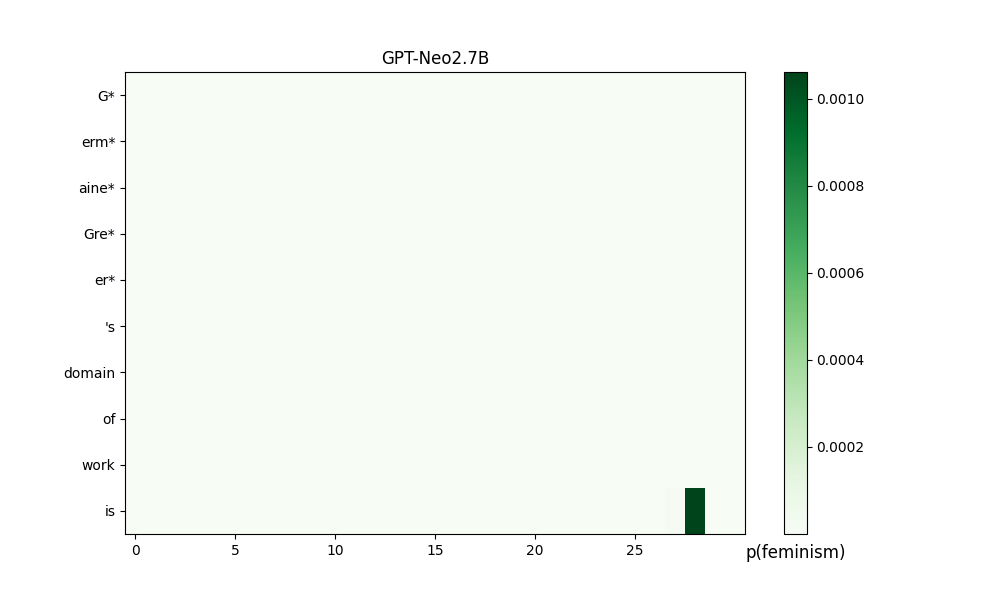 GPT-Neo2.7B
G*
erm*
aine*
Gre*
er*
's
domain
of
work
is
0 5 10 15 20 25
0.0010
0.0008
0.0006
0.0004
0.0002
p(feminism)